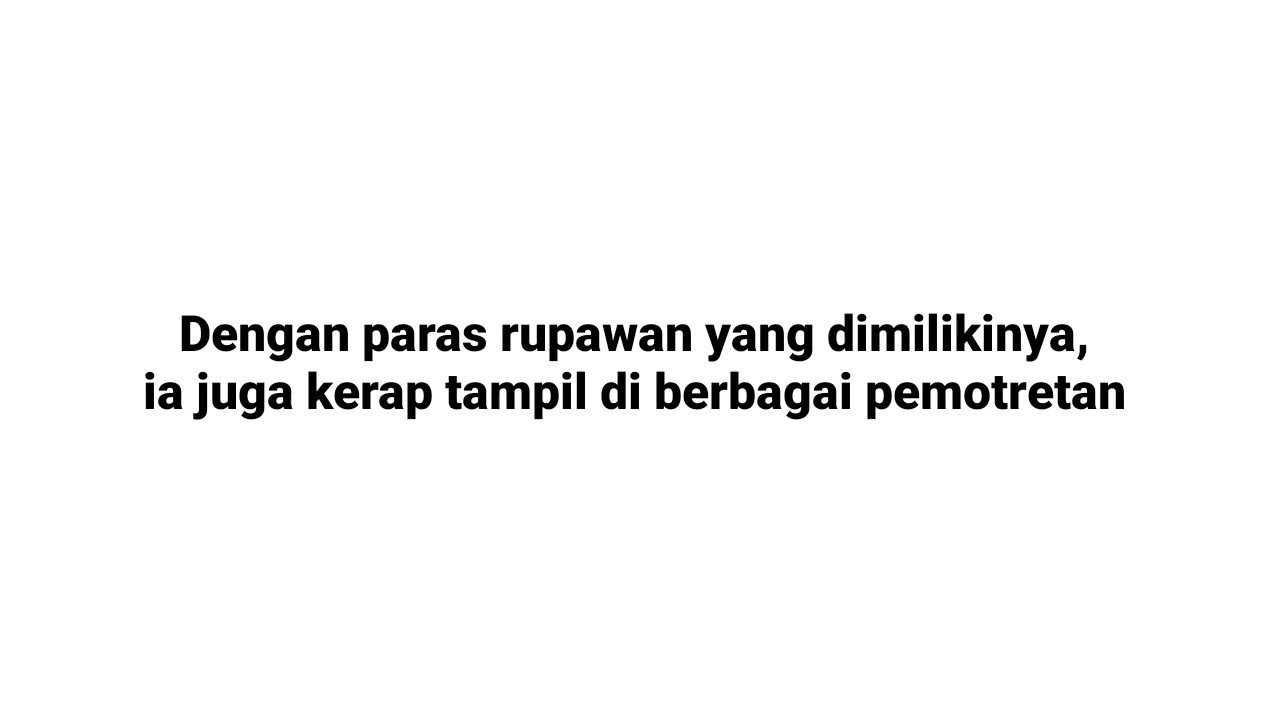 Dengan paras rupawan yang dimilikinya,
ia juga kerap tampil di berbagai pemotretan